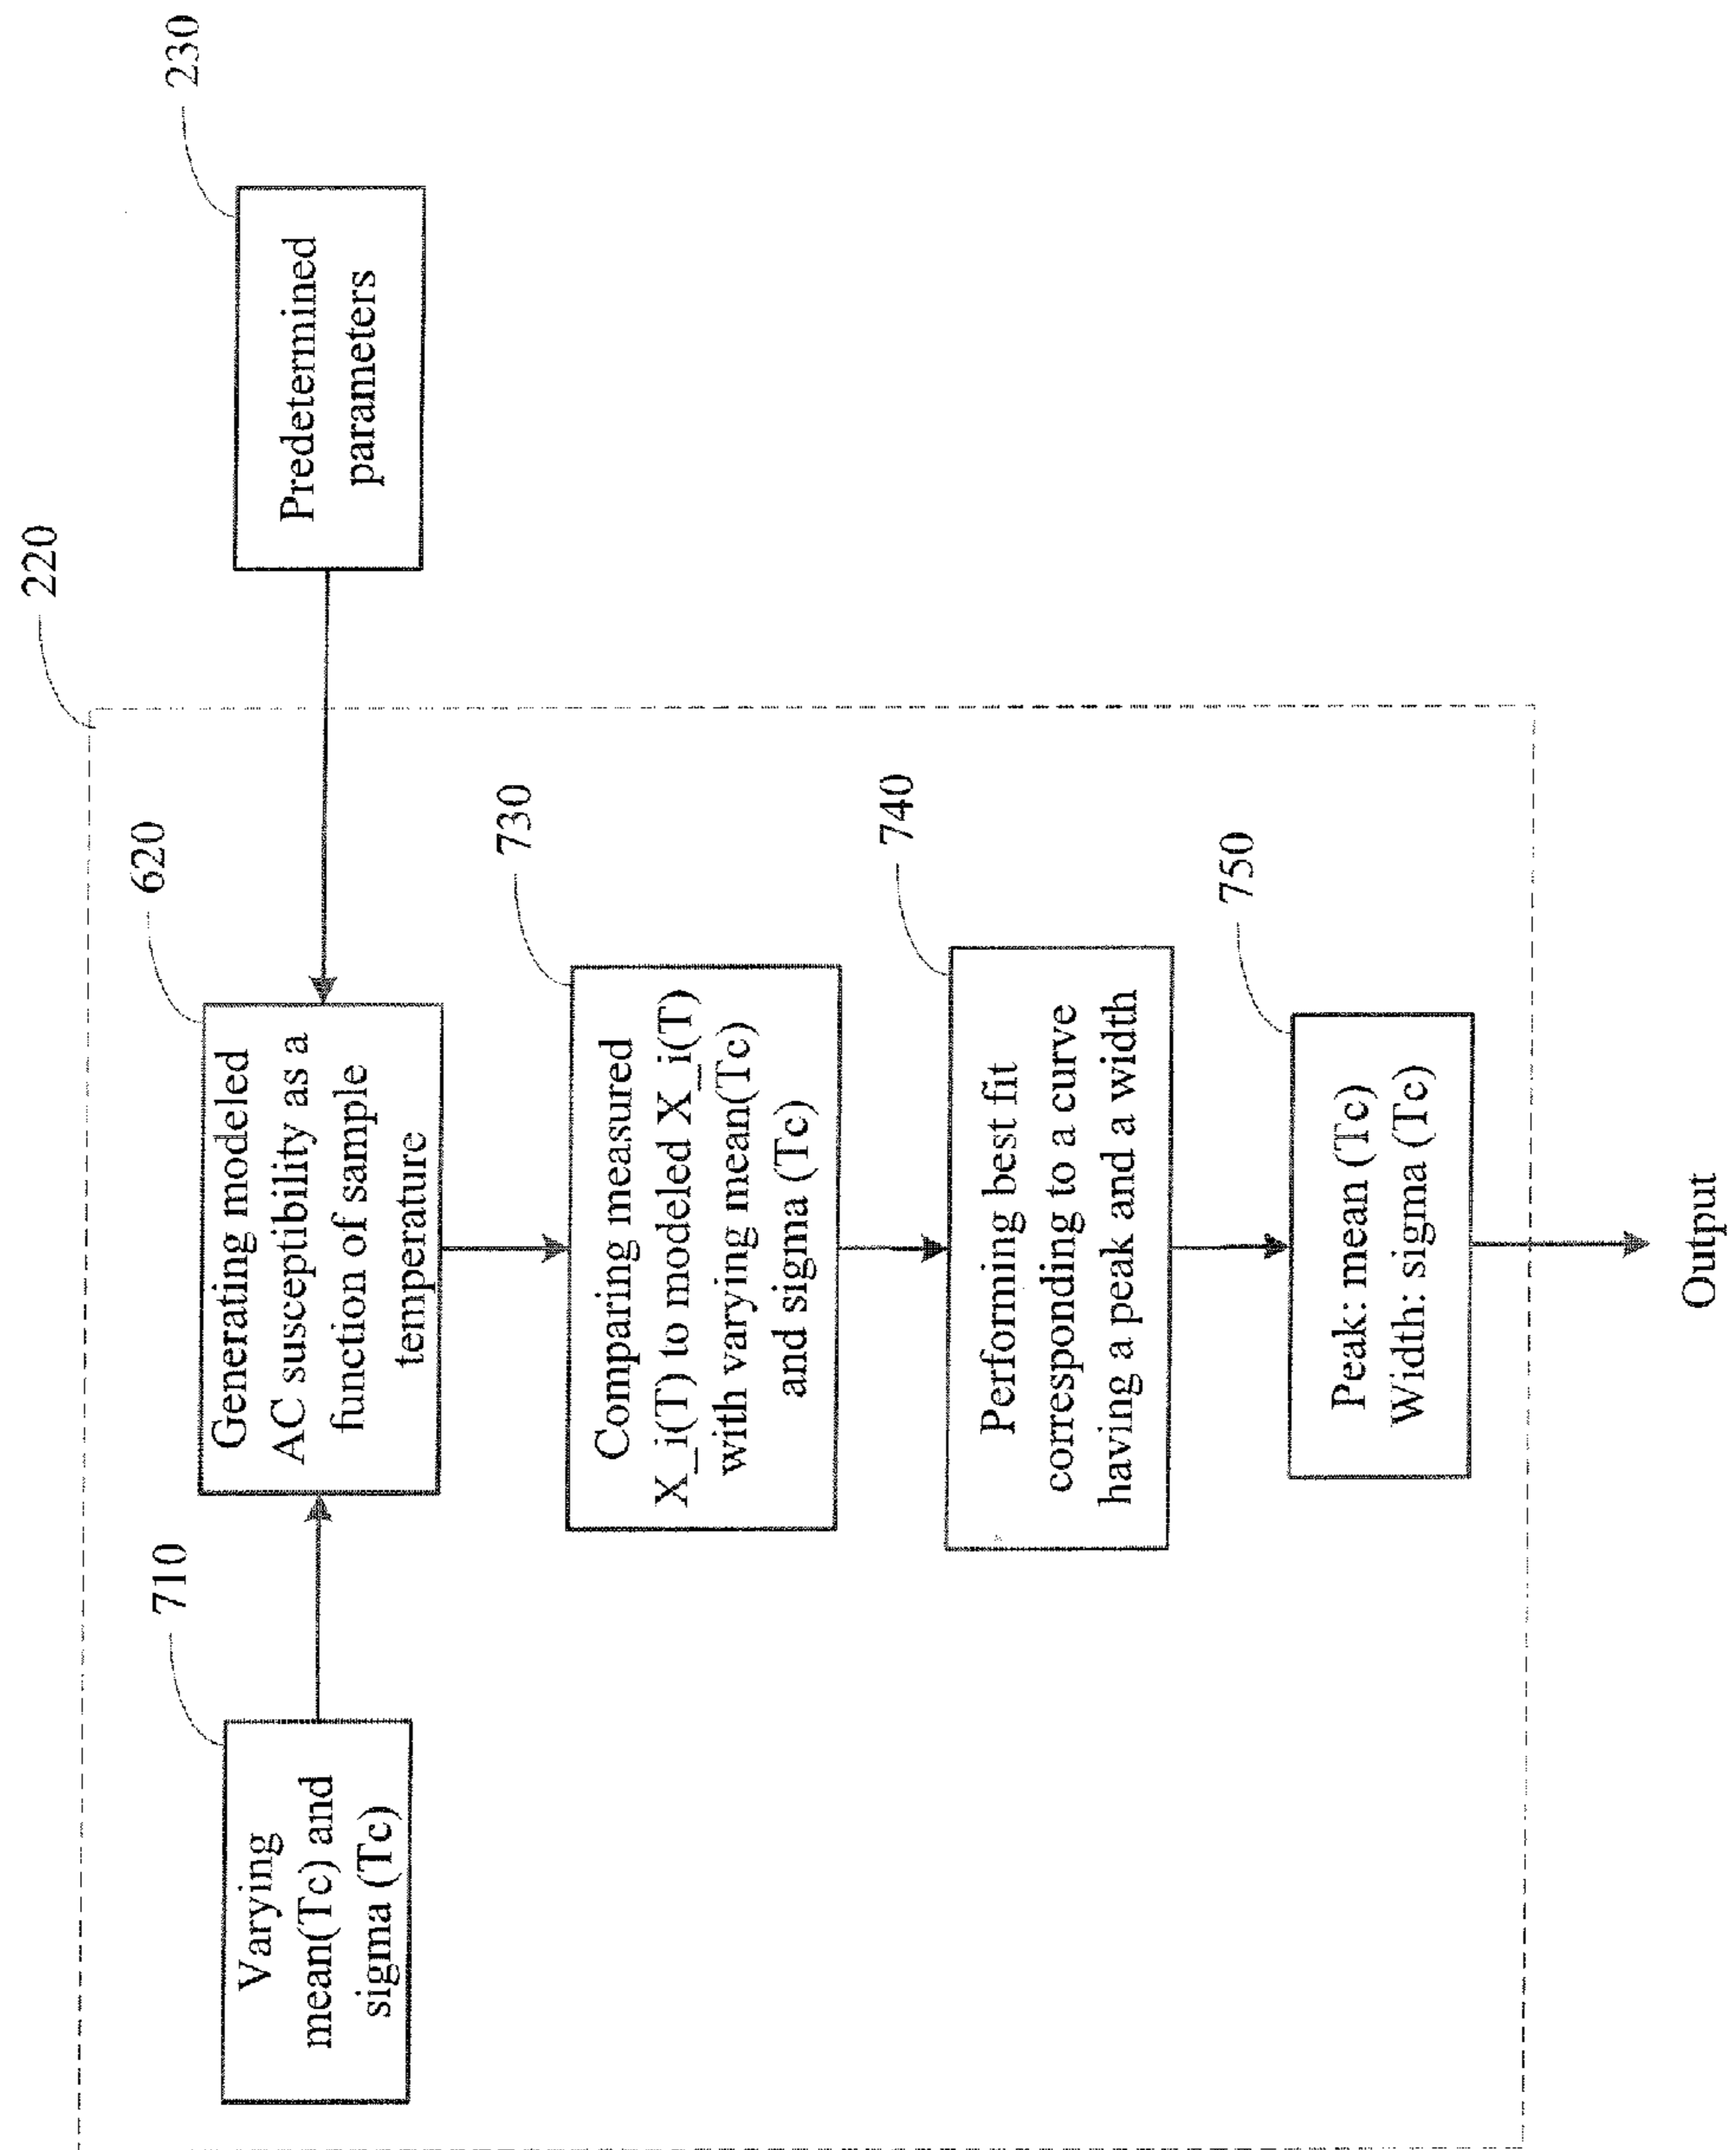 220
230
Predetermined
parameters
620
Generating modeled
AC susceptibility as a
function of sample
temperature
710
Varying
mean(Tc) and
sigma (Tc)
730
Comparing measured
X_i(T) to modeled X_i(T)
with varying mean(Tc)
and sigma (Tc)
740
Performing best fit
corresponding to a curve
having a peak and a width
750
Peak: mean (Tc)
Width: sigma (Tc)
Output